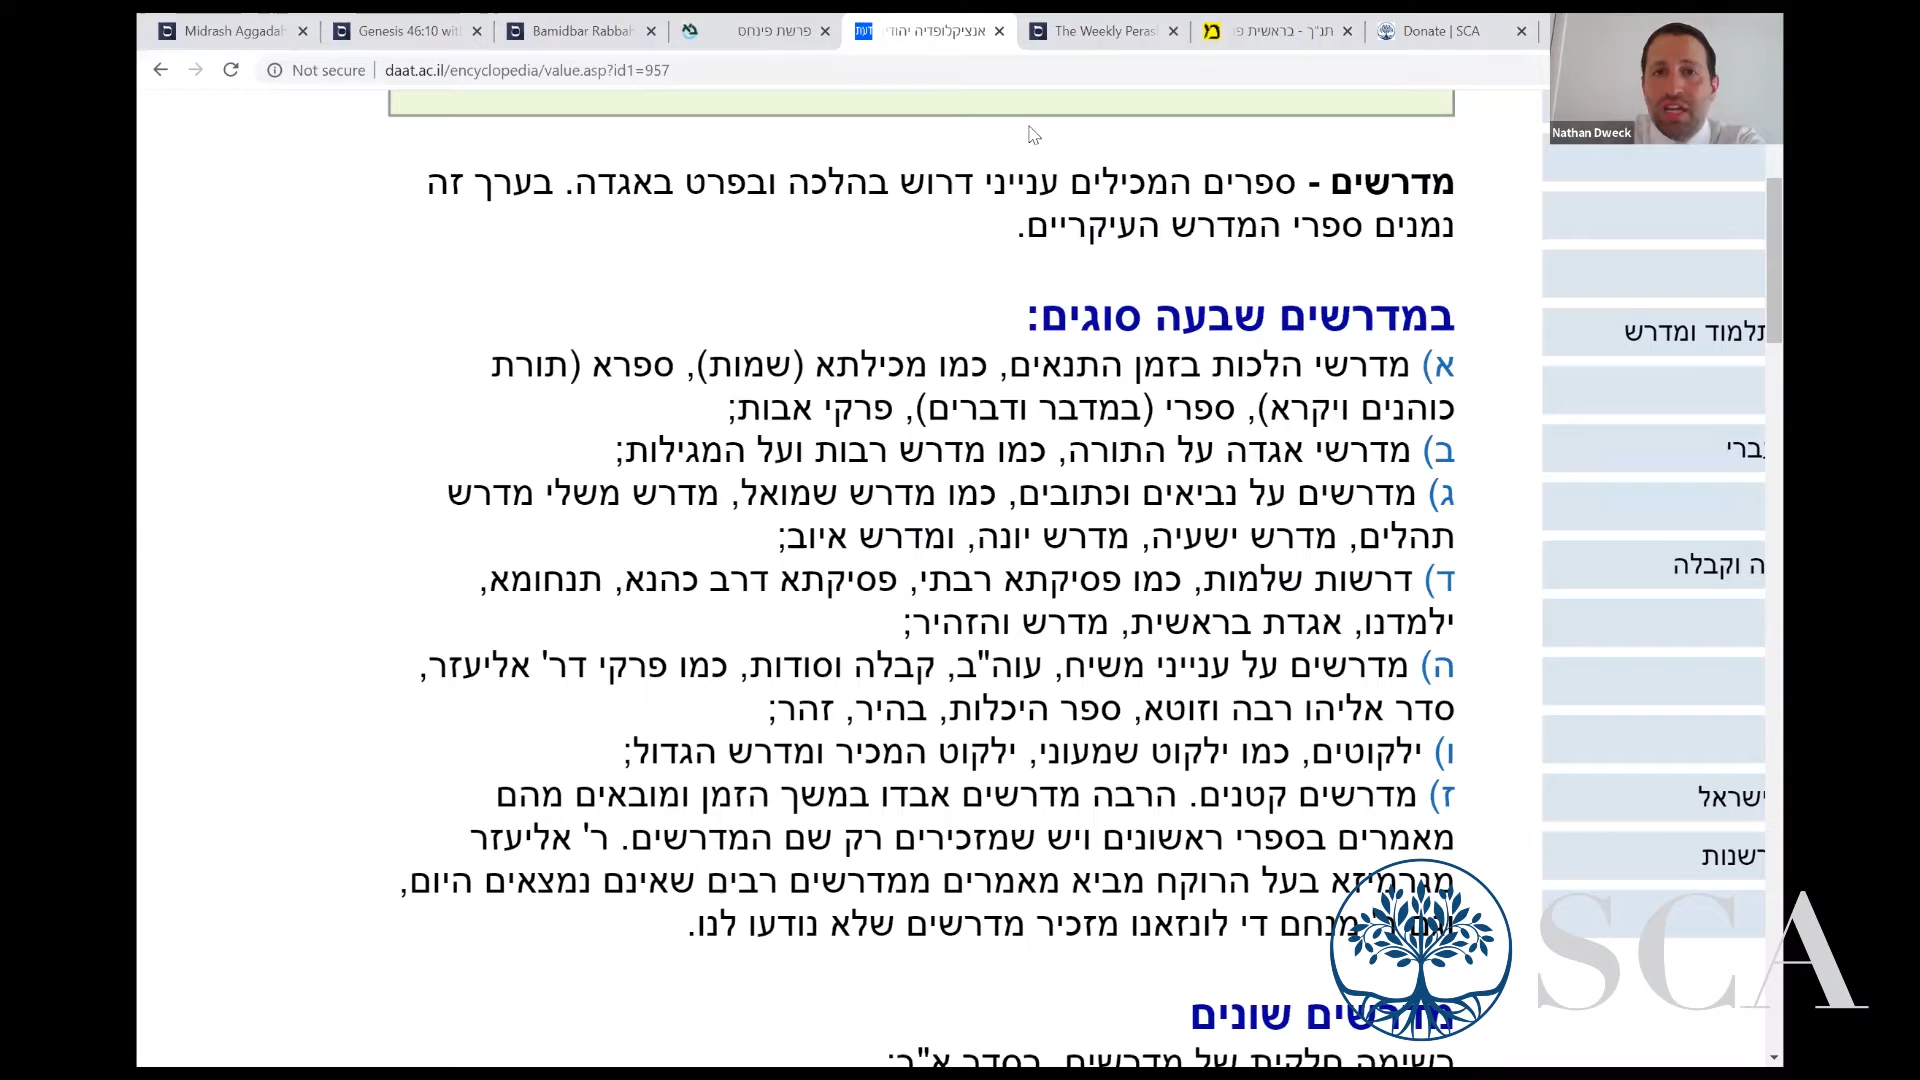 Midrash Aggadah
Genesis 46:10 wit
Bamidbar Rabbah
פרשת פינחס
אנציקלופדיה יהודי
The Weekly Peras
תנ"ך - בראשית פ
Donate | SCA
Not secure
daat.ac.il/encyclopedia/value.asp?id1=957
Nathan Dweck
מדרשים - ספרים המכילים ענייני דרוש בהלכה ובפרט באגדה. בערך זה
נמנים ספרי המדרש העיקריים.
במדרשים שבעה סוגים:
א) מדרשי הלכות בזמן התנאים, כמו מכילתא (שמות), ספרא (תורת
כוהנים ויקרא), ספרי (במדבר ודברים), פרקי אבות;
ב) מדרשי אגדה על התורה, כמו מדרש רבות ועל המגילות;
ג) מדרשים על נביאים וכתובים, כמו מדרש שמואל, מדרש משלי מדרש
תהלים, מדרש ישעיה, מדרש יונה, ומדרש איוב;
ד) דרשות שלמות, כמו פסיקתא רבתי, פסיקתא דרב כהנא, תנחומא,
ילמדנו, אגדת בראשית, מדרש והזהיר;
ה) מדרשים על ענייני משיח, עוה"ב, קבלה וסודות, כמו פרקי דר' אליעזר,
סדר אליהו רבה וזוטא, ספר היכלות, בהיר, זהר;
ו) ילקוטים, כמו ילקוט שמעוני, ילקוט המכיר ומדרש הגדול;
ז) מדרשים קטנים. הרבה מדרשים אבדו במשך הזמן ומובאים מהם
מאמרים בספרי ראשונים ויש שמזכירים רק שם המדרשים. ר' אליעזר
מגרמיזא בעל הרוקח מביא מאמרים ממדרשים רבים שאינם נמצאים היום,
וגם ר' מנחם די לונזאנו מזכיר מדרשים שלא נודעו לנו.
מדרשים שונים
רשימה חלקית של מדרשים, בסדר א"ב:
תלמוד ומדרש
עברי
ה וקבלה
ישראל
רשנות
SCA